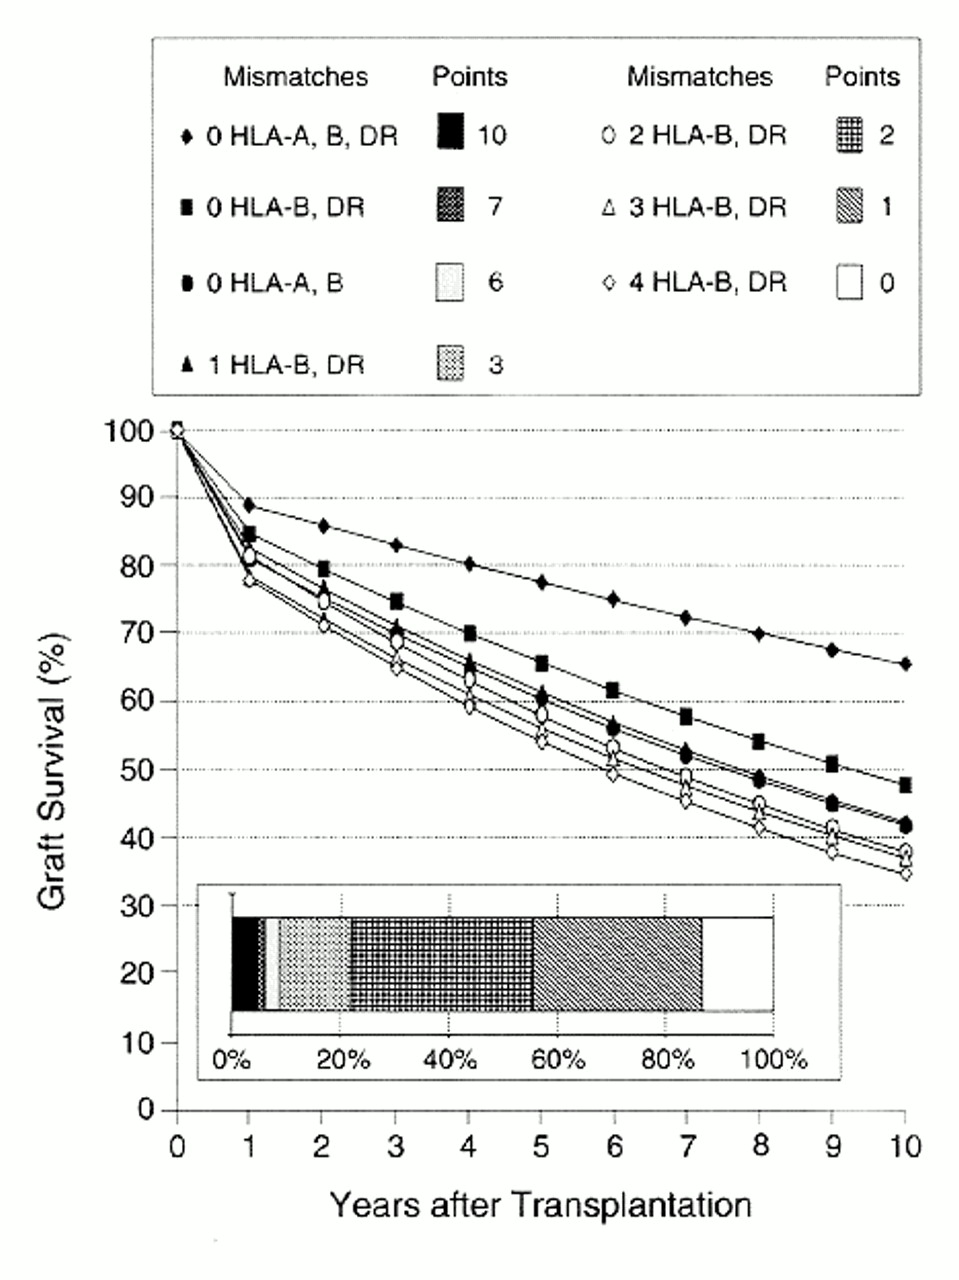 Mismatches Points Mismatches Points
0 HLA-A, B, DR 10 2 HLA-B, DR 2
0 HLA-B, DR 7 3 HLA-B, DR 1
0 HLA-A, B 6 4 HLA-B, DR 0
1 HLA-B, DR 3
100
90
80
70
60
50
40
30
20
10
0
Graft Survival (%)
0% 20% 40% 60% 80% 100%
0 1 2 3 4 5 6 7 8 9 10
Years after Transplantation